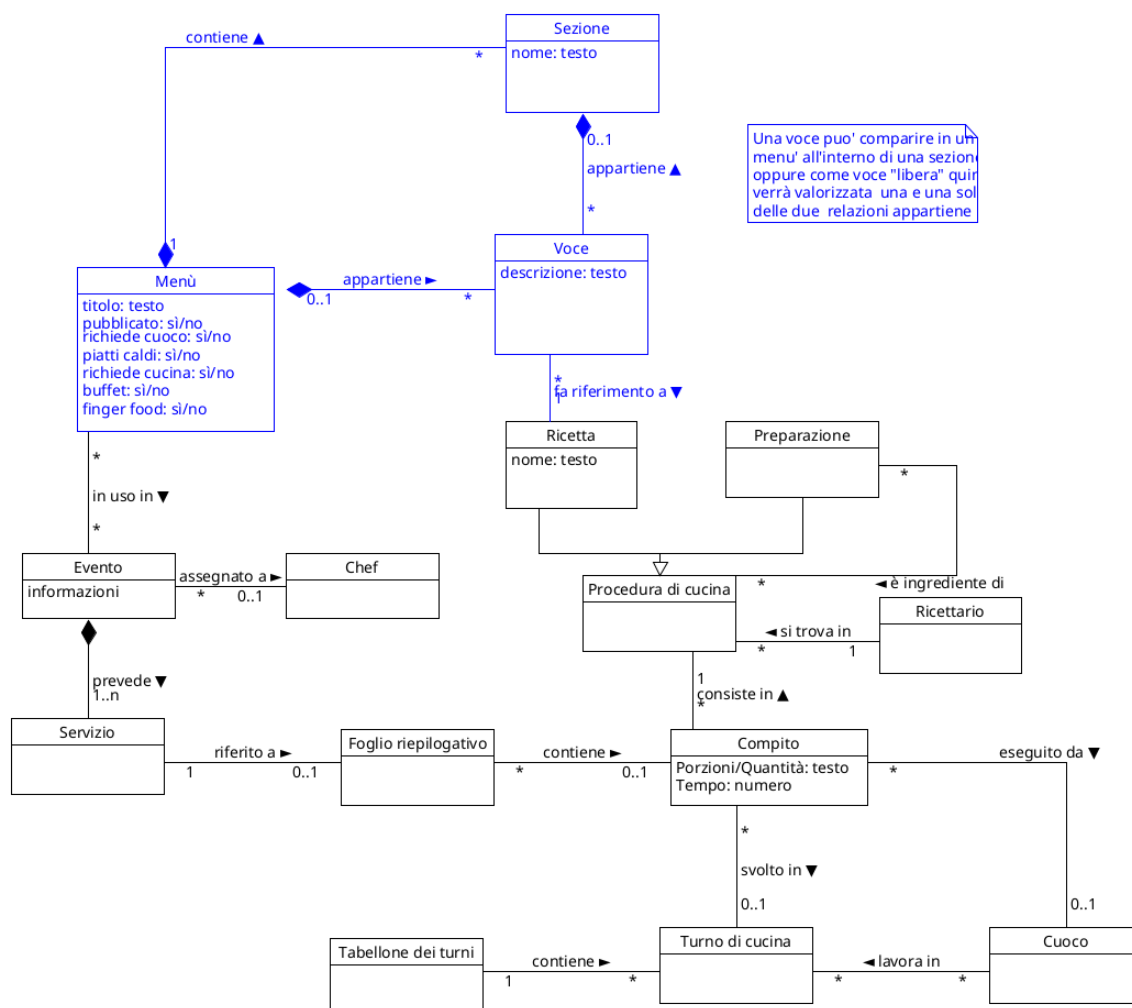 contiene ▲
*
Sezione
nome: testo
0..1
appartiene ▲
*
Una voce puo' comparire in un
menu' all'interno di una sezione
oppure come voce "libera"
verrà valorizzata una e una
delle due relazioni appartiene
1
Menù
titolo: testo
pubblicato: sì/no
richiede cuoco: sì/no
piatti caldi: sì/no
richiede cucina: sì/no
buffet: sì/no
finger food: sì/no
0..1
appartiene ►
*
Voce
descrizione: testo
*
fa riferimento a ▼
1
Ricetta
nome: testo
Preparazione
*
*
in uso in ▼
*
Evento
informazioni
assegnato a ►
*
0..1
Chef
Procedura di cucina
*
◄ è ingrediente di
Ricettario
◄ si trova in
*
1
prevede ▼
1..n
1
consiste in ▲
*
Servizio
riferito a ►
1
0..1
Foglio riepilogativo
contiene ►
*
0..1
Compito
Porzioni/Quantità: testo
Tempo: numero
eseguito da ▼
*
*
svolto in ▼
0..1
0..1
Tabellone dei turni
contiene ►
1
*
Turno di cucina
◄ lavora in
*
*
Cuoco